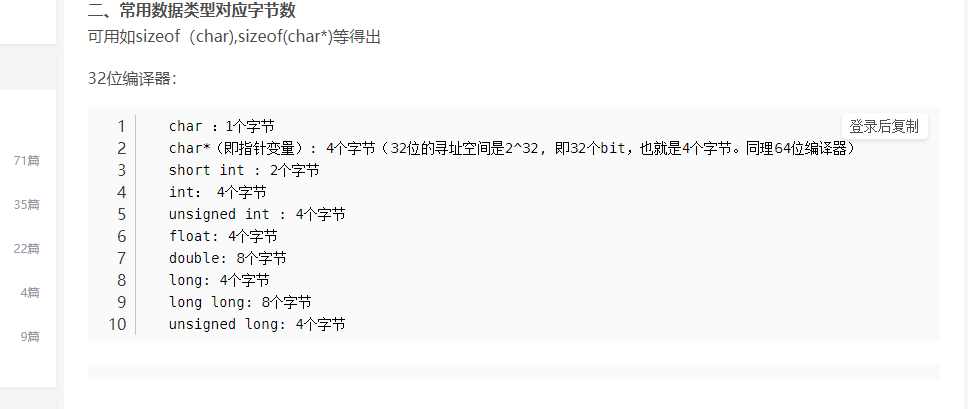 二、常用数据类型对应字节数
可用如sizeof（char),sizeof(char*)等得出
32位编译器：
登录后复制
1 char ：1个字节
2 char*（即指针变量）: 4个字节（32位的寻址空间是2^32, 即32个bit，也就是4个字节。同理64位编译器）
3 short int : 2个字节
4 int： 4个字节
5 unsigned int : 4个字节
6 float: 4个字节
7 double: 8个字节
8 long: 4个字节
9 long long: 8个字节
10 unsigned long: 4个字节
71篇
35篇
22篇
4篇
9篇